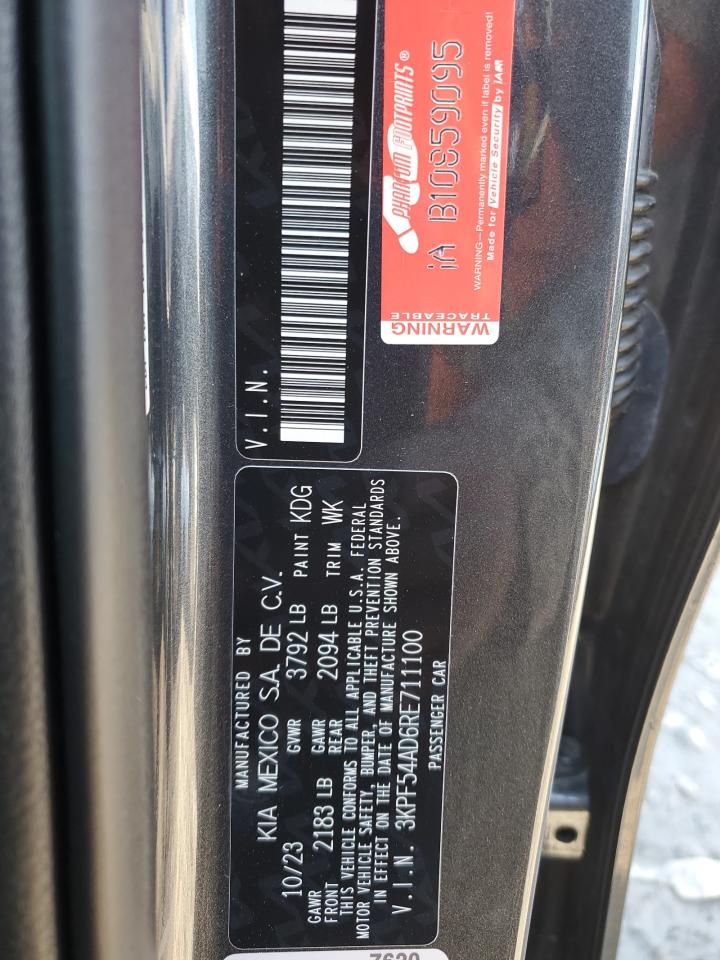 MANUFACTURED BY
KIA MEXICO S.A. DE C.V.
10/23 GVWR 3792 LB PAINT KDG
GAWR FRONT 2183 LB GAWR REAR 2094 LB TRIM WK
THIS VEHICLE CONFORMS TO ALL APPLICABLE U.S.A. FEDERAL
MOTOR VEHICLE SAFETY, BUMPER, AND THEFT PREVENTION STANDARDS
IN EFFECT ON THE DATE OF MANUFACTURE SHOWN ABOVE.
V.I.N. 3KPF54AD6RE711100
PASSENGER CAR
V.I.N.
WARNING
TRACEABLE
PHANTOM FOOTPRINTS®
iA B10859095
WARNING—Permanently marked even if label is removed!
Made for Vehicle Security by IAM